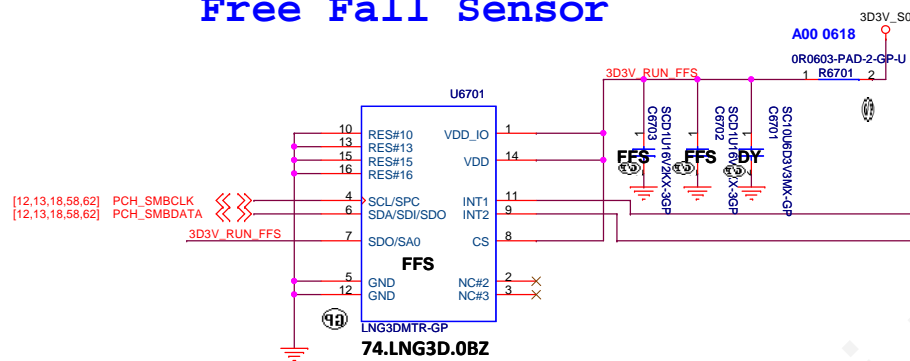 Free Fall Sensor
3D3V_S0
A00 0618
0R0603-PAD-2-GP-U
3D3V_RUN_FFS
1 R6701 2
U6701
10 RES#10
13 RES#13
15 RES#15
16 RES#16
VDD_IO 1
VDD 14
1 1 1
SCD1U16V2KX-3GP
C6703
SCD1U16V2KX-3GP
C6702
SC10U6D3V3MX-GP
C6701
FFS FFS DY
[12,13,18,58,62] PCH_SMBCLK
[12,13,18,58,62] PCH_SMBDATA
4 SCL/SPC
6 SDA/SDI/SDO
INT1 11
INT2 9
3D3V_RUN_FFS
7 SDO/SA0
CS 8
FFS
5 GND
12 GND
NC#2 2
NC#3 3
LNG3DMTR-GP
74.LNG3D.0BZ